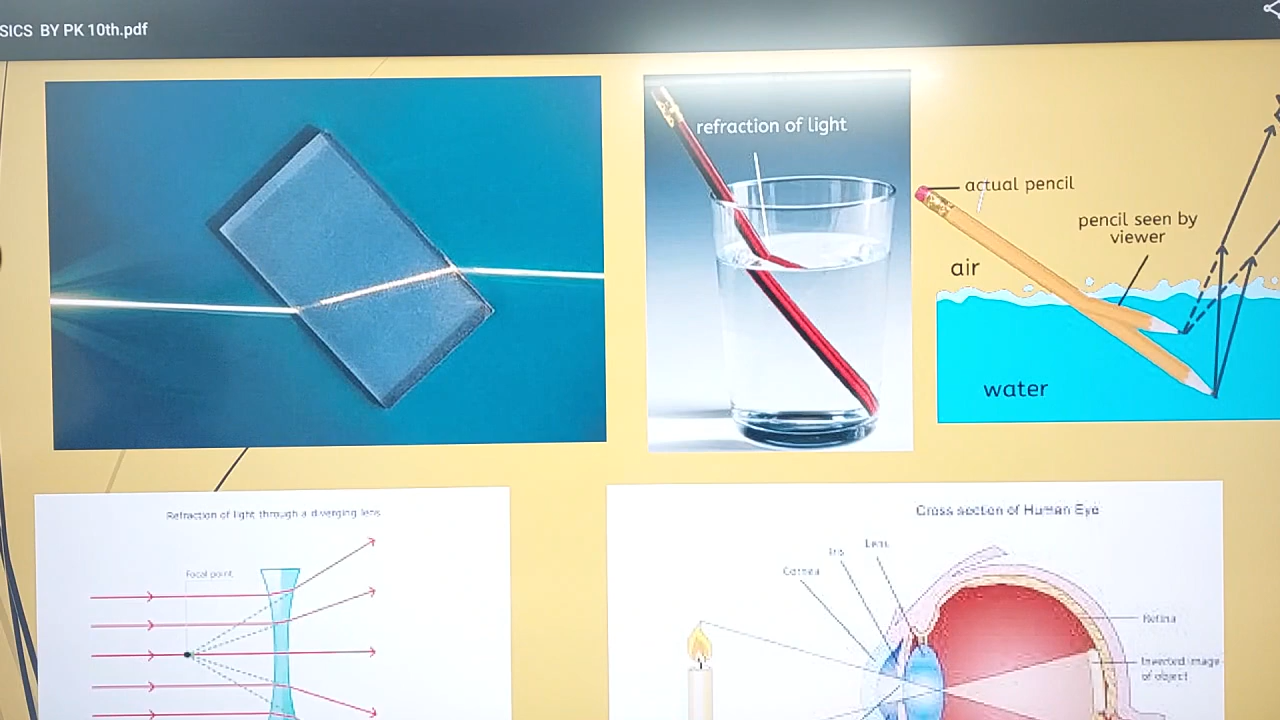 SICS BY PK 10th.pdf
refraction of light
actual pencil
pencil seen by
viewer
air
water
Refraction of light through a diverging lens
Focal point
Cross section of Human Eye
Lens
Iris
Cornea
Retina
Inverted image
of object